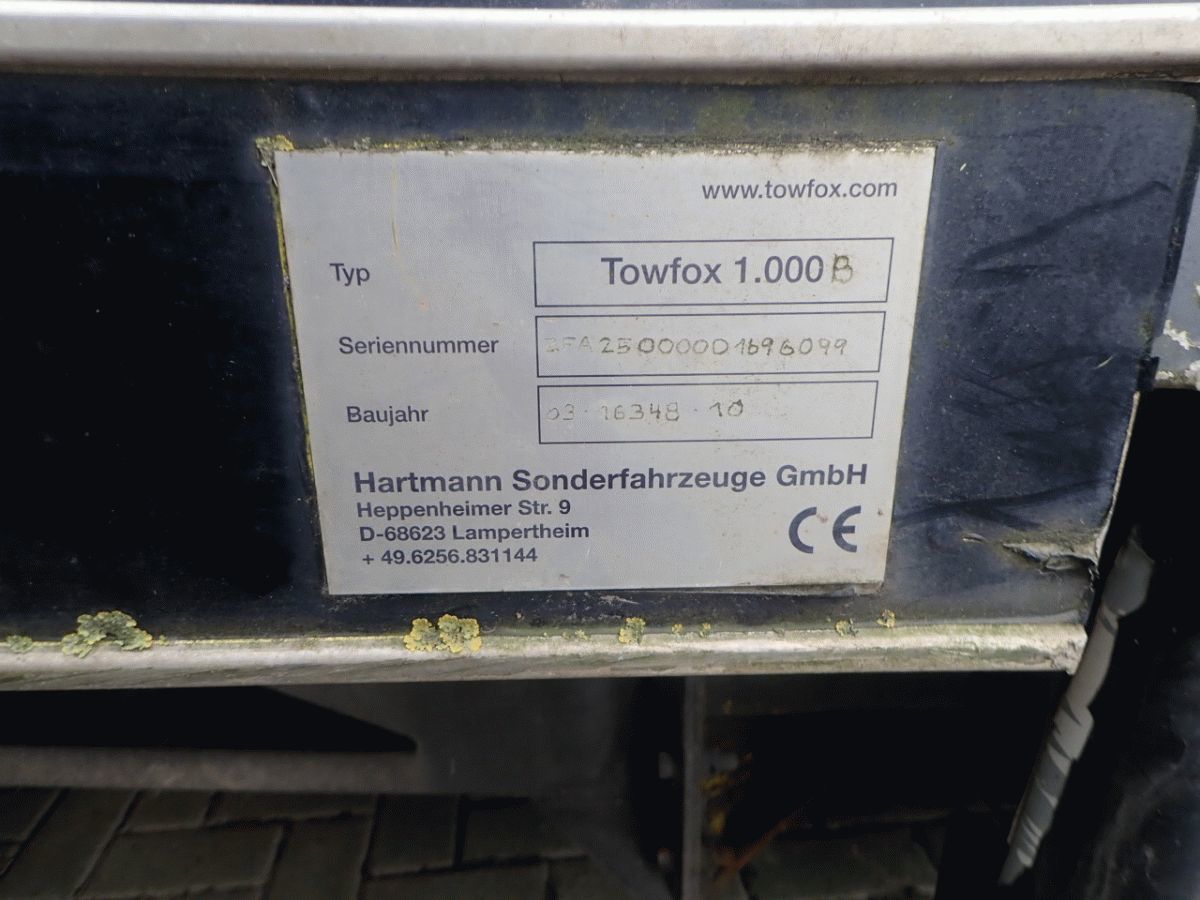 www.towfox.com
Typ Towfox 1.000 B
Seriennummer
Baujahr 03·16348·10
Hartmann Sonderfahrzeuge GmbH
Heppenheimer Str. 9
D-68623 Lampertheim
+ 49.6256.831144
CE